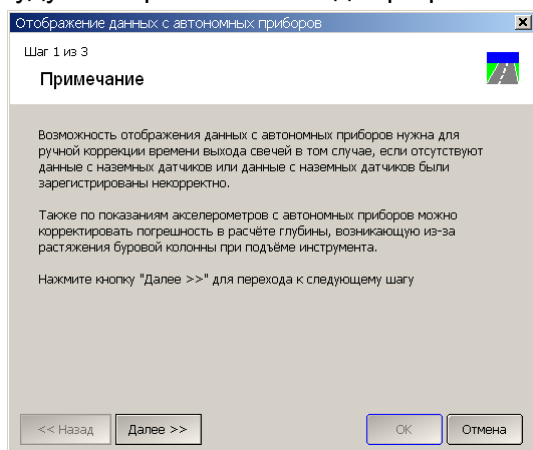 Отображение данных с автономных приборов
Шаг 1 из 3
Примечание
Возможность отображения данных с автономных приборов нужна для
ручной коррекции времени выхода свечей в том случае, если отсутствуют
данные с наземных датчиков или данные с наземных датчиков были
зарегистрированы некорректно.
Также по показаниям акселерометров с автономных приборов можно
корректировать погрешность в расчёте глубины, возникающую из-за
растяжения буровой колонны при подъёме инструмента.
Нажмите кнопку "Далее >>" для перехода к следующему шагу
<< Назад Далее >> OK Отмена